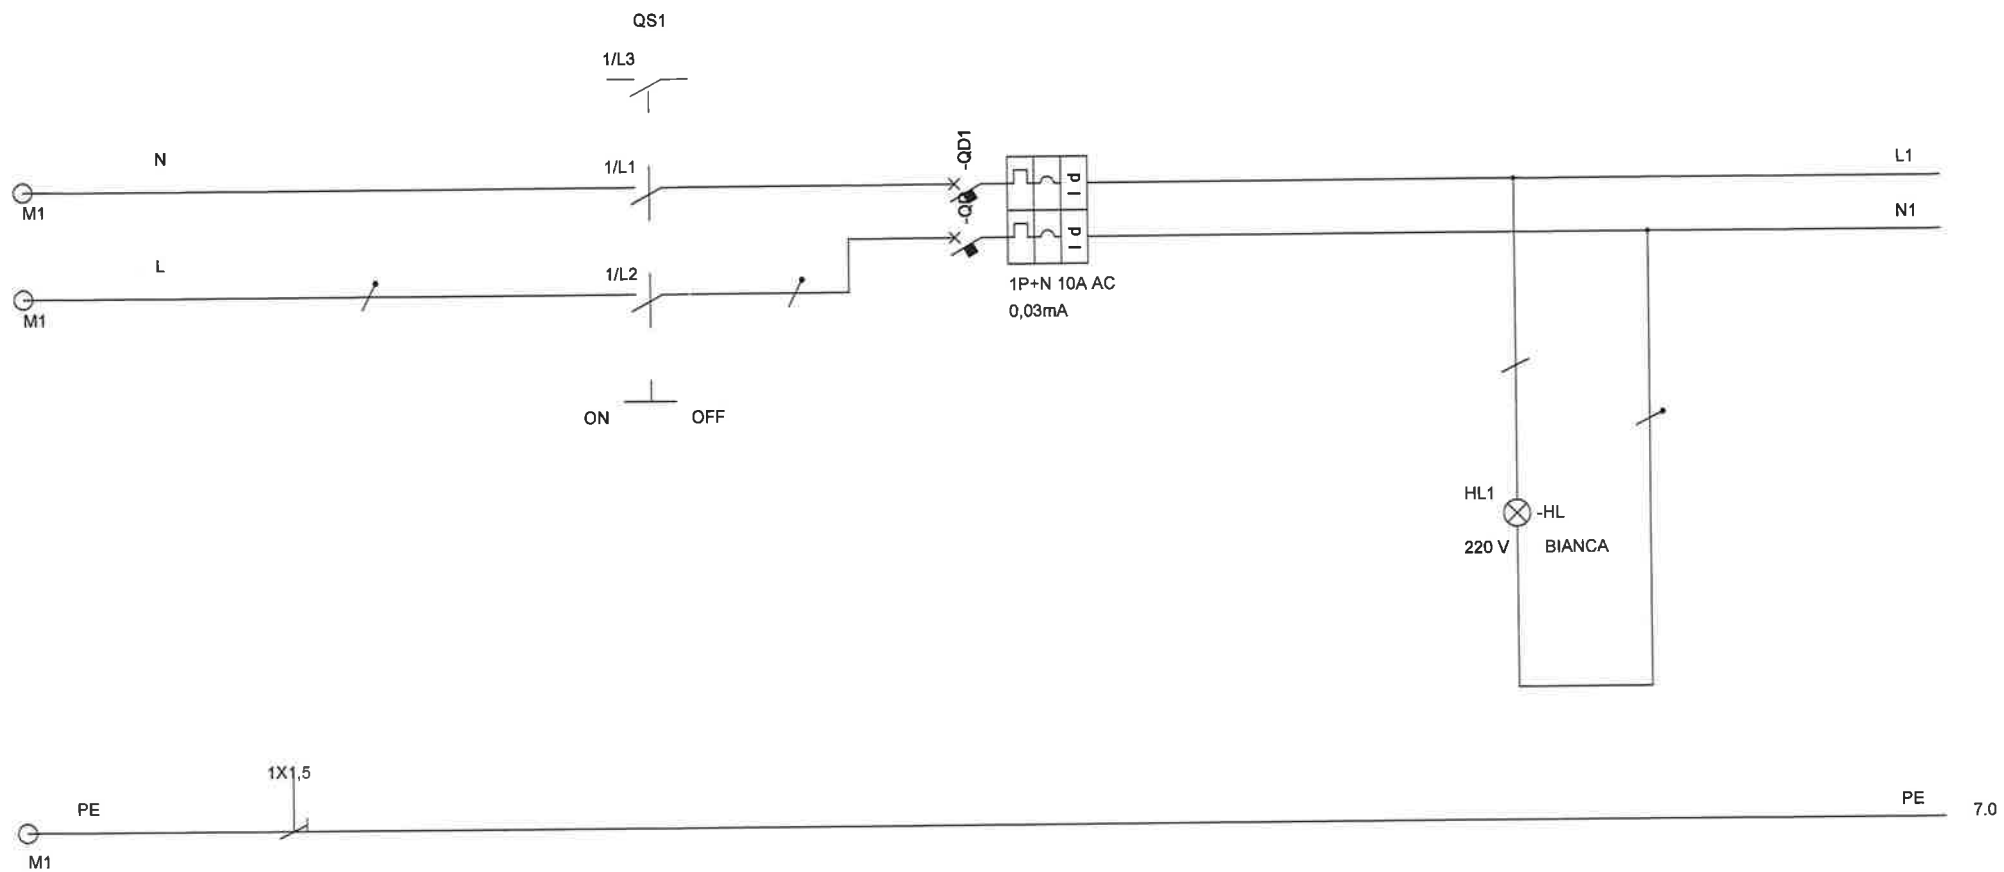 QS1
1/L3
N
1/L1
-QD1
L1
M1
N1
L
1/L2
1P+N 10A AC
0,03mA
M1
ON
OFF
HL1
-HL
220 V
BIANCA
1X1,5
PE
PE
7.0
M1